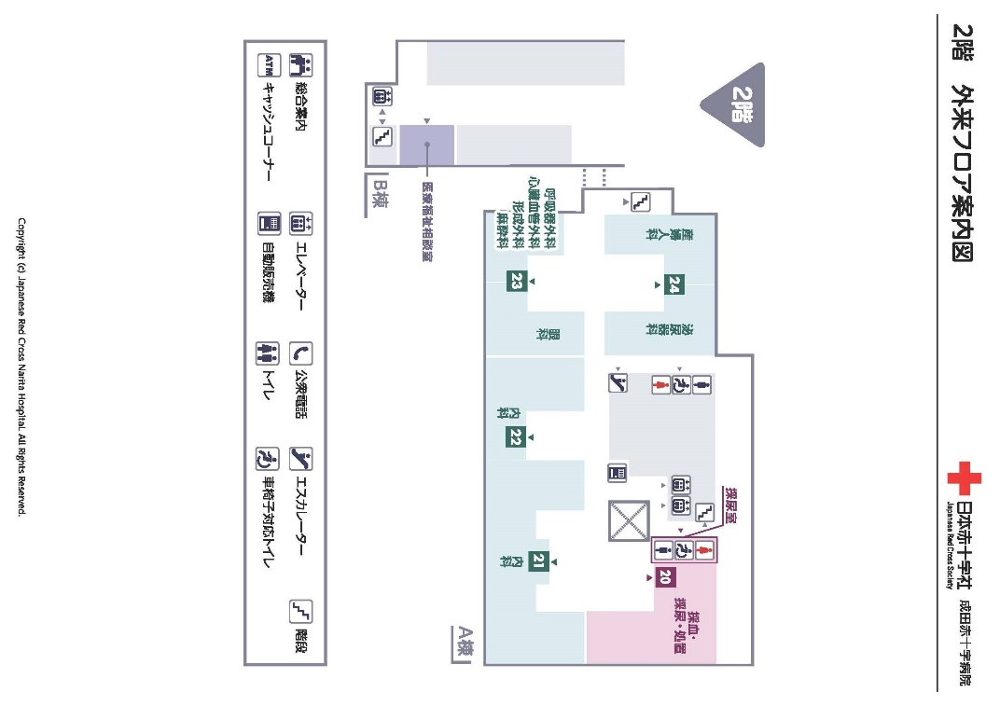 2階 外来フロア案内図
日本赤十字社
Japanese Red Cross Society
成田赤十字病院
2階
B棟
医療福祉相談室
呼吸器外科
心臓血管外科
形成外科
麻酔科
23
眼科
内科
22
内科
21
産婦人科
24
泌尿器科
採尿室
20
採血・
採尿・処置
A棟
総合案内
エレベーター
公衆電話
エスカレーター
階段
ATM
キャッシュコーナー
自動販売機
トイレ
車椅子対応トイレ
Copyright (c) Japanese Red Cross Narita Hospital. All Rights Reserved.